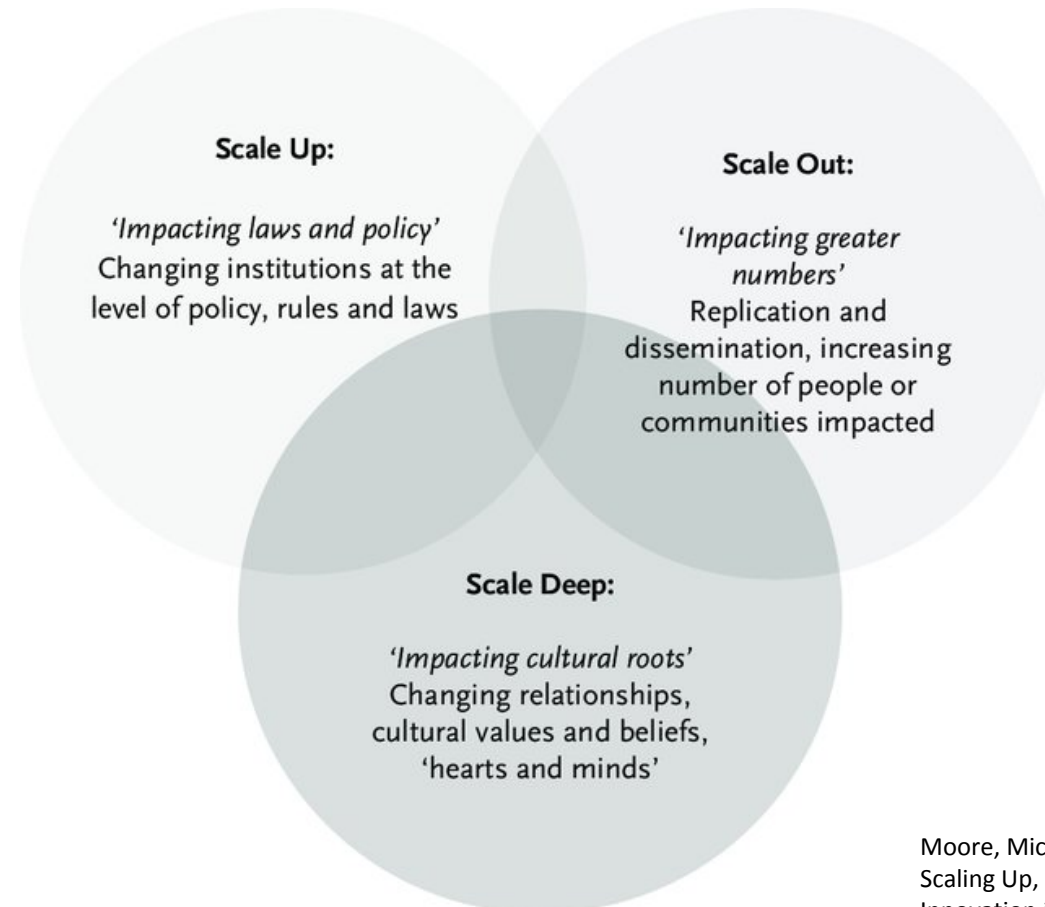 Scale Up:
‘Impacting laws and policy’
Changing institutions at the
level of policy, rules and laws
Scale Out:
‘Impacting greater
numbers’
Replication and
dissemination, increasing
number of people or
communities impacted
Scale Deep:
‘Impacting cultural roots’
Changing relationships,
cultural values and beliefs,
‘hearts and minds’
Moore,
Scaling Up,
Innovation